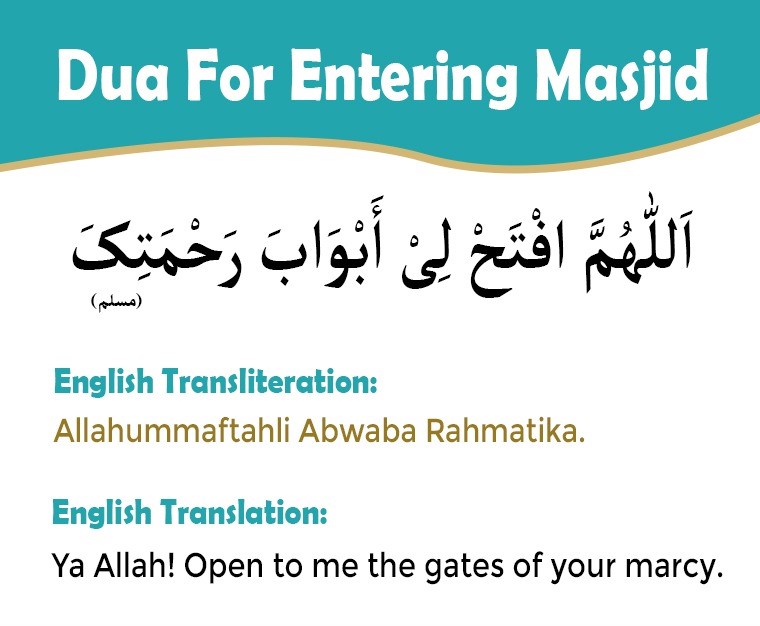 Dua For Entering Masjid
اَللّٰهُمَّ افْتَحْ لِیْ أَبْوَابَ رَحْمَتِکَ
(مسلم)
English Transliteration:
Allahummaftahli Abwaba Rahmatika.
English Translation:
Ya Allah! Open to me the gates of your marcy.